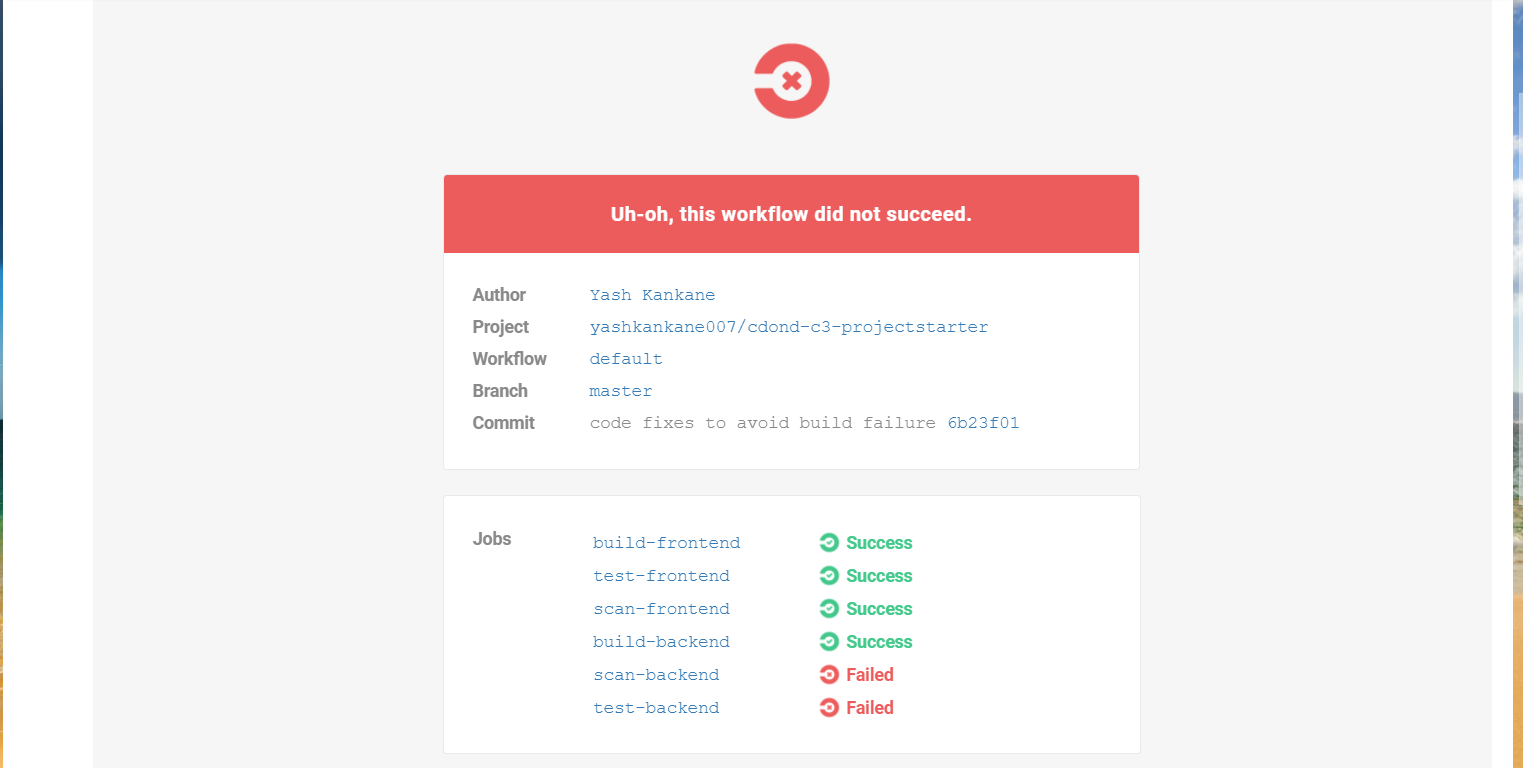 Uh-oh, this workflow did not succeed.
Author Yash Kankane
Project yashkankane007/cdond-c3-projectstarter
Workflow default
Branch master
Commit code fixes to avoid build failure 6b23f01
Jobs build-frontend Success
test-frontend Success
scan-frontend Success
build-backend Success
scan-backend Failed
test-backend Failed